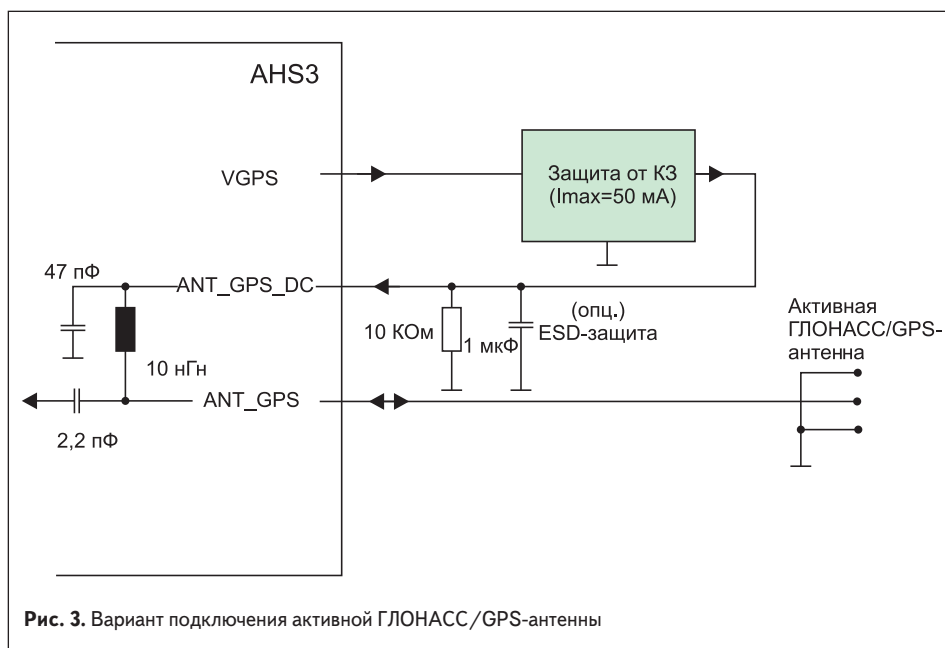 AHS3
VGPS
Защита от КЗ
(Imax=50 мА)
47 пФ
ANT_GPS_DC
10 нГн
10 КОм
1 мкФ
(опц.)
ESD-защита
Активная
ГЛОНАСС/GPS-
антенна
ANT_GPS
2,2 пФ
Рис. 3. Вариант подключения активной ГЛОНАСС/GPS-антенны